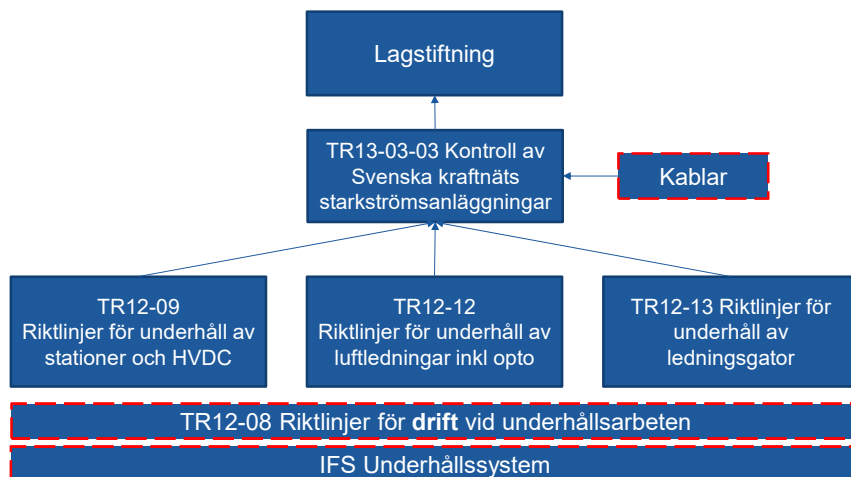 Lagstiftning
TR13-03-03 Kontroll av
Svenska kraftnäts
starkströmsanläggningar
Kablar
TR12-09
Riktlinjer för underhåll av
stationer och HVDC
TR12-12
Riktlinjer för underhåll av
luftledningar inkl opto
TR12-13 Riktlinjer för
underhåll av
ledningsgator
TR12-08 Riktlinjer för drift vid underhållsarbeten
IFS Underhållssystem